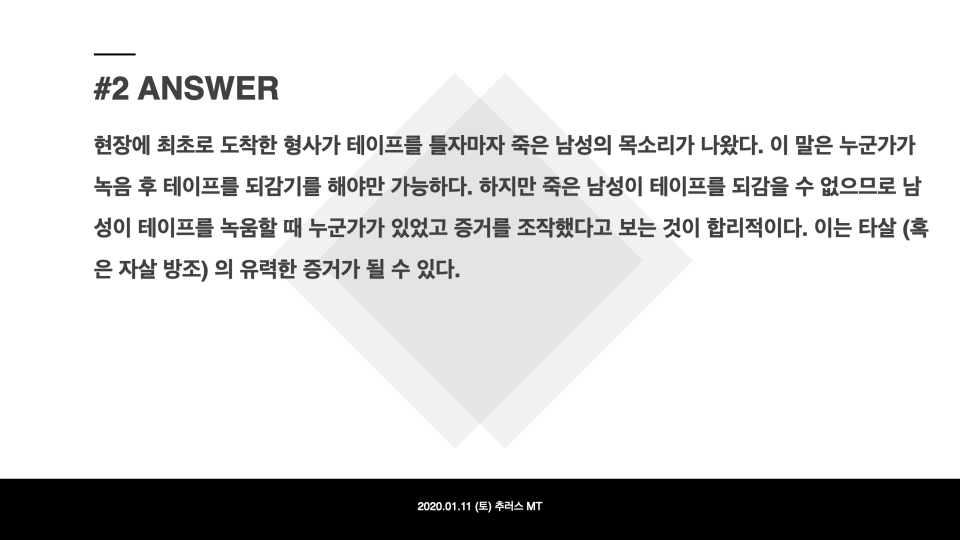 #2 ANSWER
현장에 최초로 도착한 형사가 테이프를 틀자마자 죽은 남성의 목소리가 나왔다. 이 말은 누군가가
녹음 후 테이프를 되감기를 해야만 가능하다. 하지만 죽은 남성이 테이프를 되감을 수 없으므로 남
성이 테이프를 녹움할 때 누군가가 있었고 증거를 조작했다고 보는 것이 합리적이다. 이는 타살 (혹
은 자살 방조) 의 유력한 증거가 될 수 있다.
2020.01.11 (토) 추러스 MT